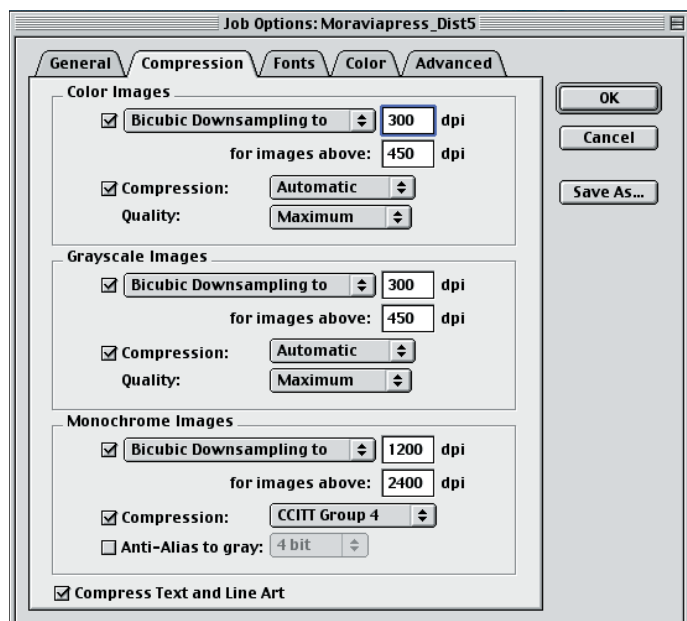 Job Options: Moraviapress_Dist5
General Compression Fonts Color Advanced
Color Images
Bicubic Downsampling to 300 dpi
for images above: 450 dpi
Compression: Automatic
Quality: Maximum
Grayscale Images
Bicubic Downsampling to 300 dpi
for images above: 450 dpi
Compression: Automatic
Quality: Maximum
Monochrome Images
Bicubic Downsampling to 1200 dpi
for images above: 2400 dpi
Compression: CCITT Group 4
Anti-Alias to gray: 4 bit
Compress Text and Line Art
OK
Cancel
Save As...